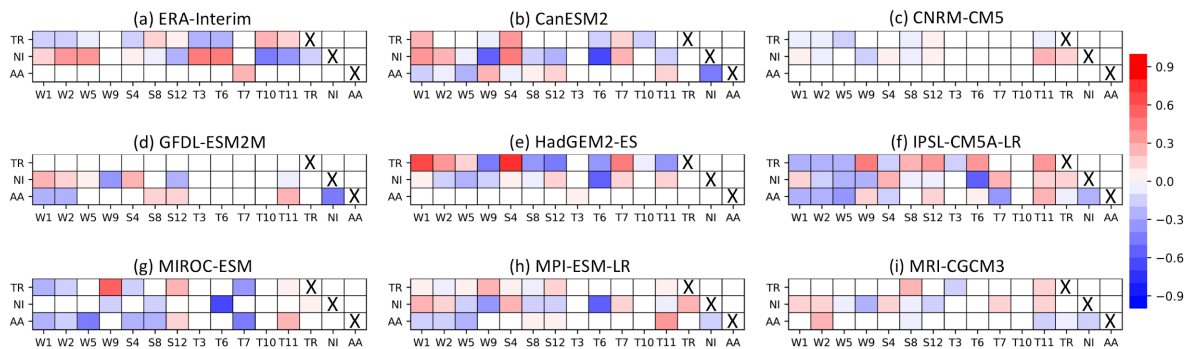 (a) ERA-Interim
(b) CanESM2
(c) CNRM-CM5
TR X
NI X
AA X
W1 W2 W5 W9 S4 S8 S12 T3 T6 T7 T10 T11 TR NI AA
TR X
NI X
AA X
W1 W2 W5 W9 S4 S8 S12 T3 T6 T7 T10 T11 TR NI AA
TR X
NI X
AA X
W1 W2 W5 W9 S4 S8 S12 T3 T6 T7 T10 T11 TR NI AA
(d) GFDL-ESM2M
(e) HadGEM2-ES
(f) IPSL-CM5A-LR
TR X
NI X
AA X
W1 W2 W5 W9 S4 S8 S12 T3 T6 T7 T10 T11 TR NI AA
TR X
NI X
AA X
W1 W2 W5 W9 S4 S8 S12 T3 T6 T7 T10 T11 TR NI AA
TR X
NI X
AA X
W1 W2 W5 W9 S4 S8 S12 T3 T6 T7 T10 T11 TR NI AA
(g) MIROC-ESM
(h) MPI-ESM-LR
(i) MRI-CGCM3
TR X
NI X
AA X
W1 W2 W5 W9 S4 S8 S12 T3 T6 T7 T10 T11 TR NI AA
TR X
NI X
AA X
W1 W2 W5 W9 S4 S8 S12 T3 T6 T7 T10 T11 TR NI AA
TR X
NI X
AA X
W1 W2 W5 W9 S4 S8 S12 T3 T6 T7 T10 T11 TR NI AA
0.9
0.6
0.3
0.0
−0.3
−0.6
−0.9